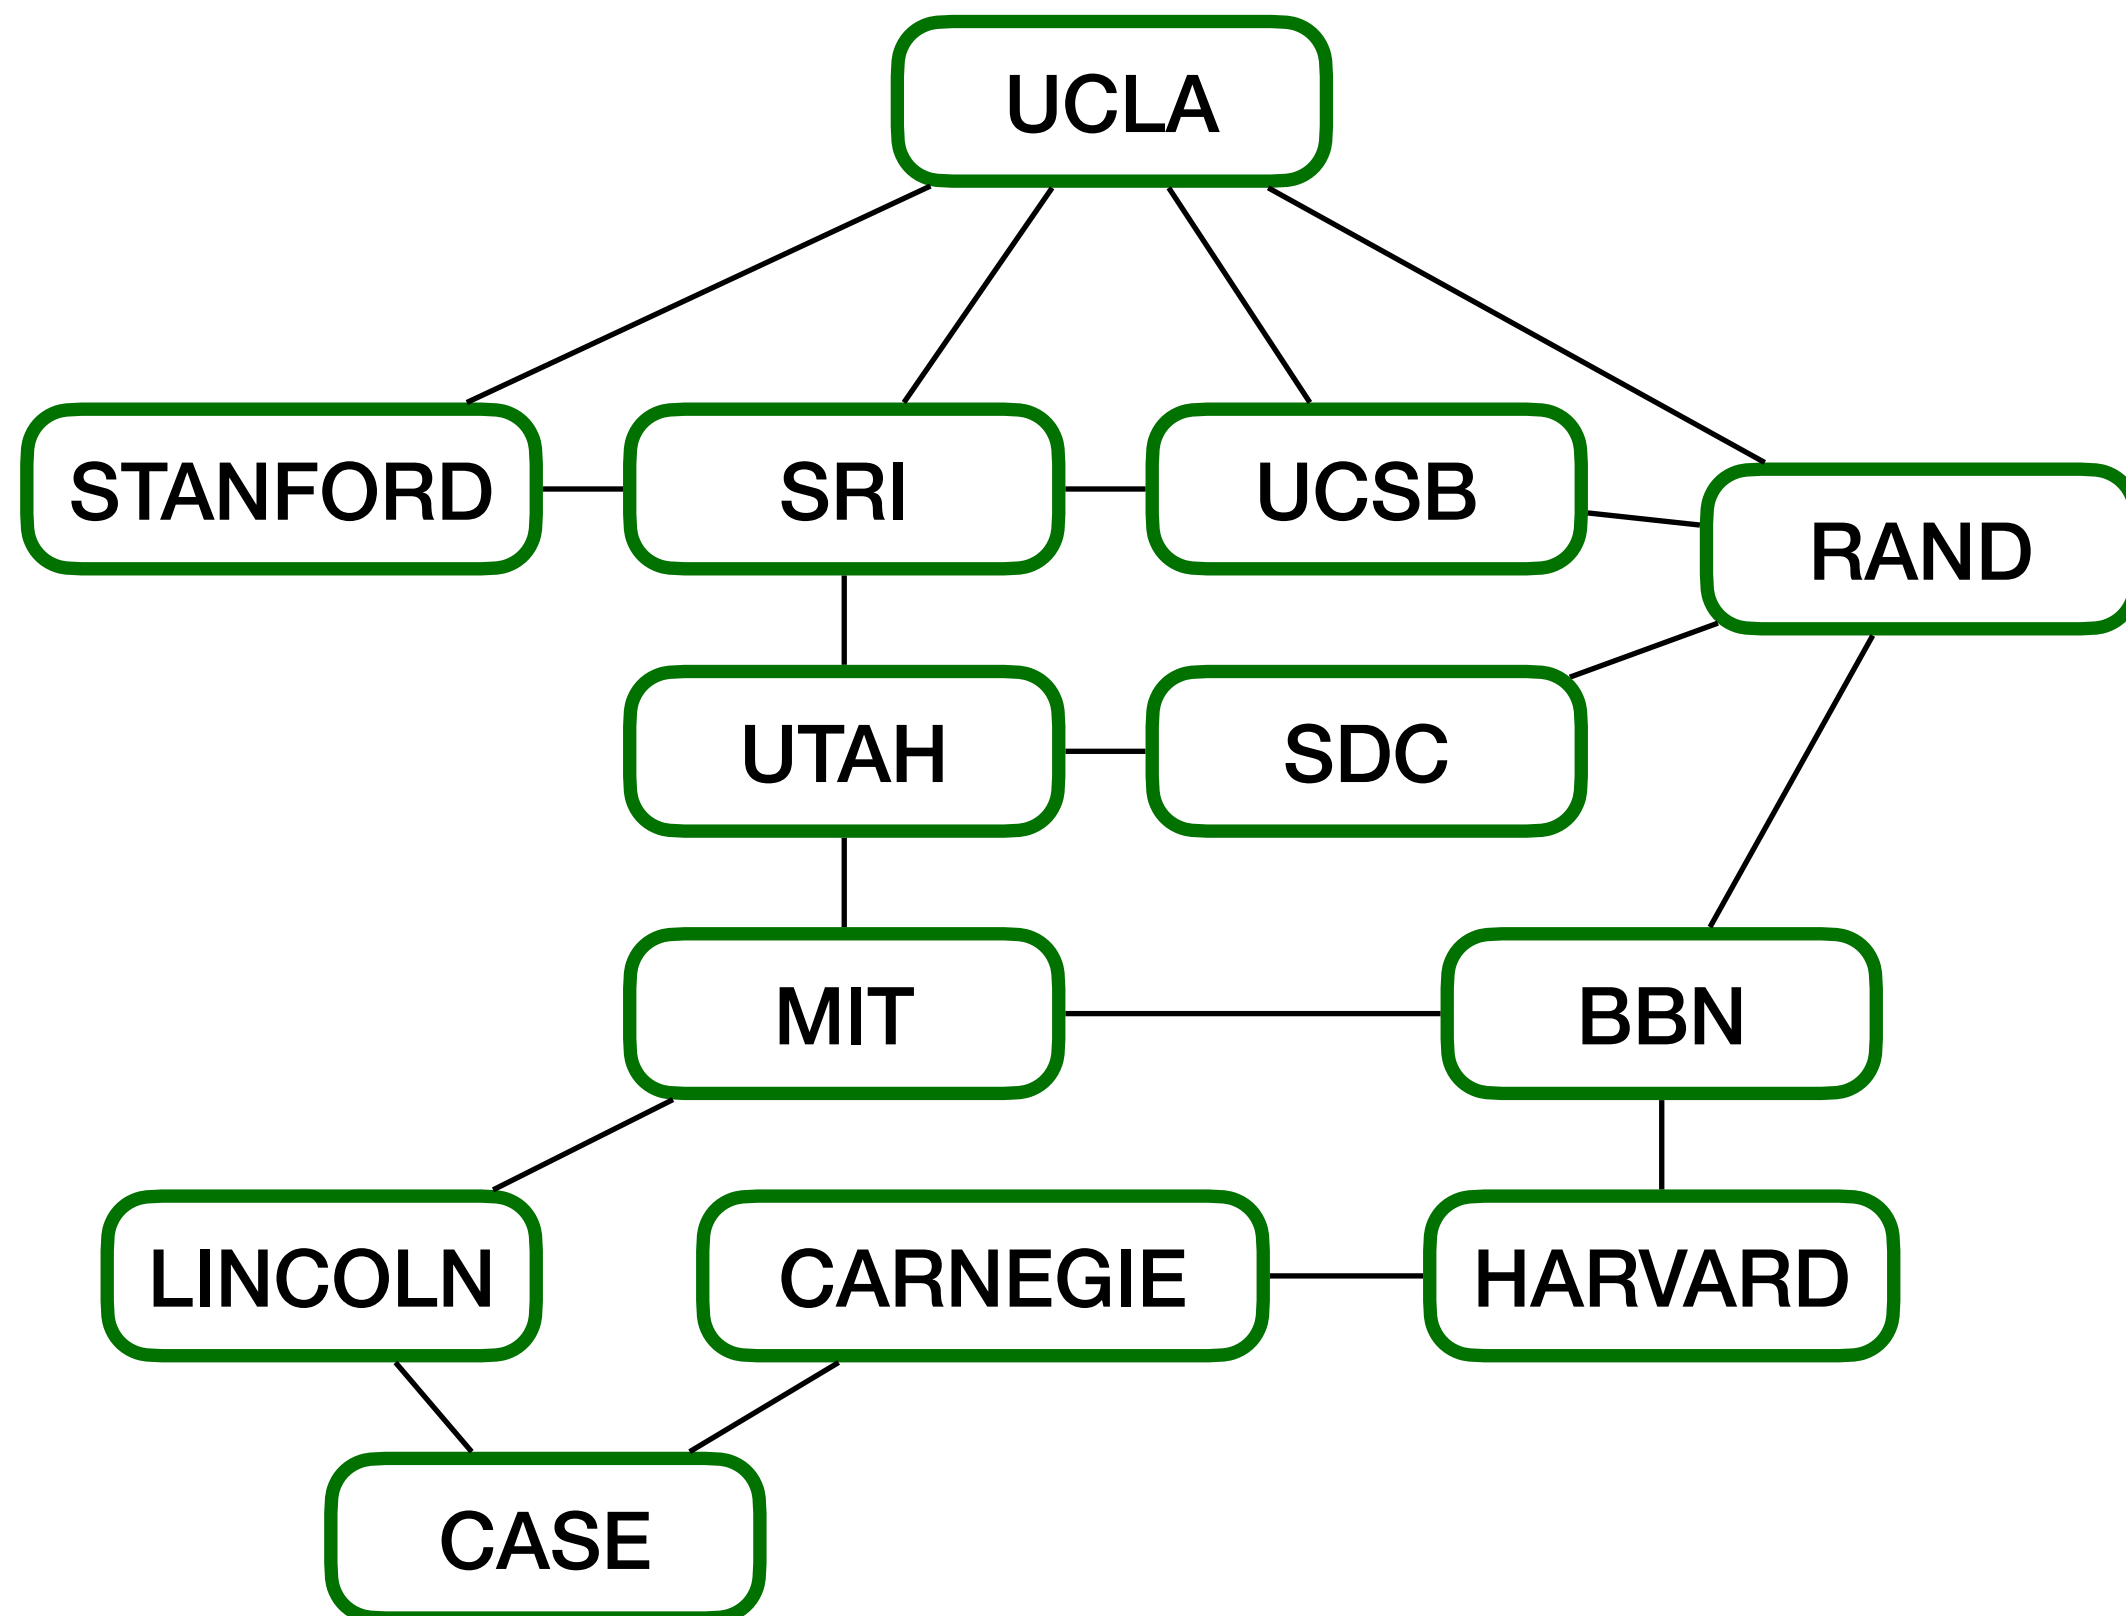 UCLA
STANFORD
SRI
UCSB
RAND
UTAH
SDC
MIT
BBN
LINCOLN
CARNEGIE
HARVARD
CASE